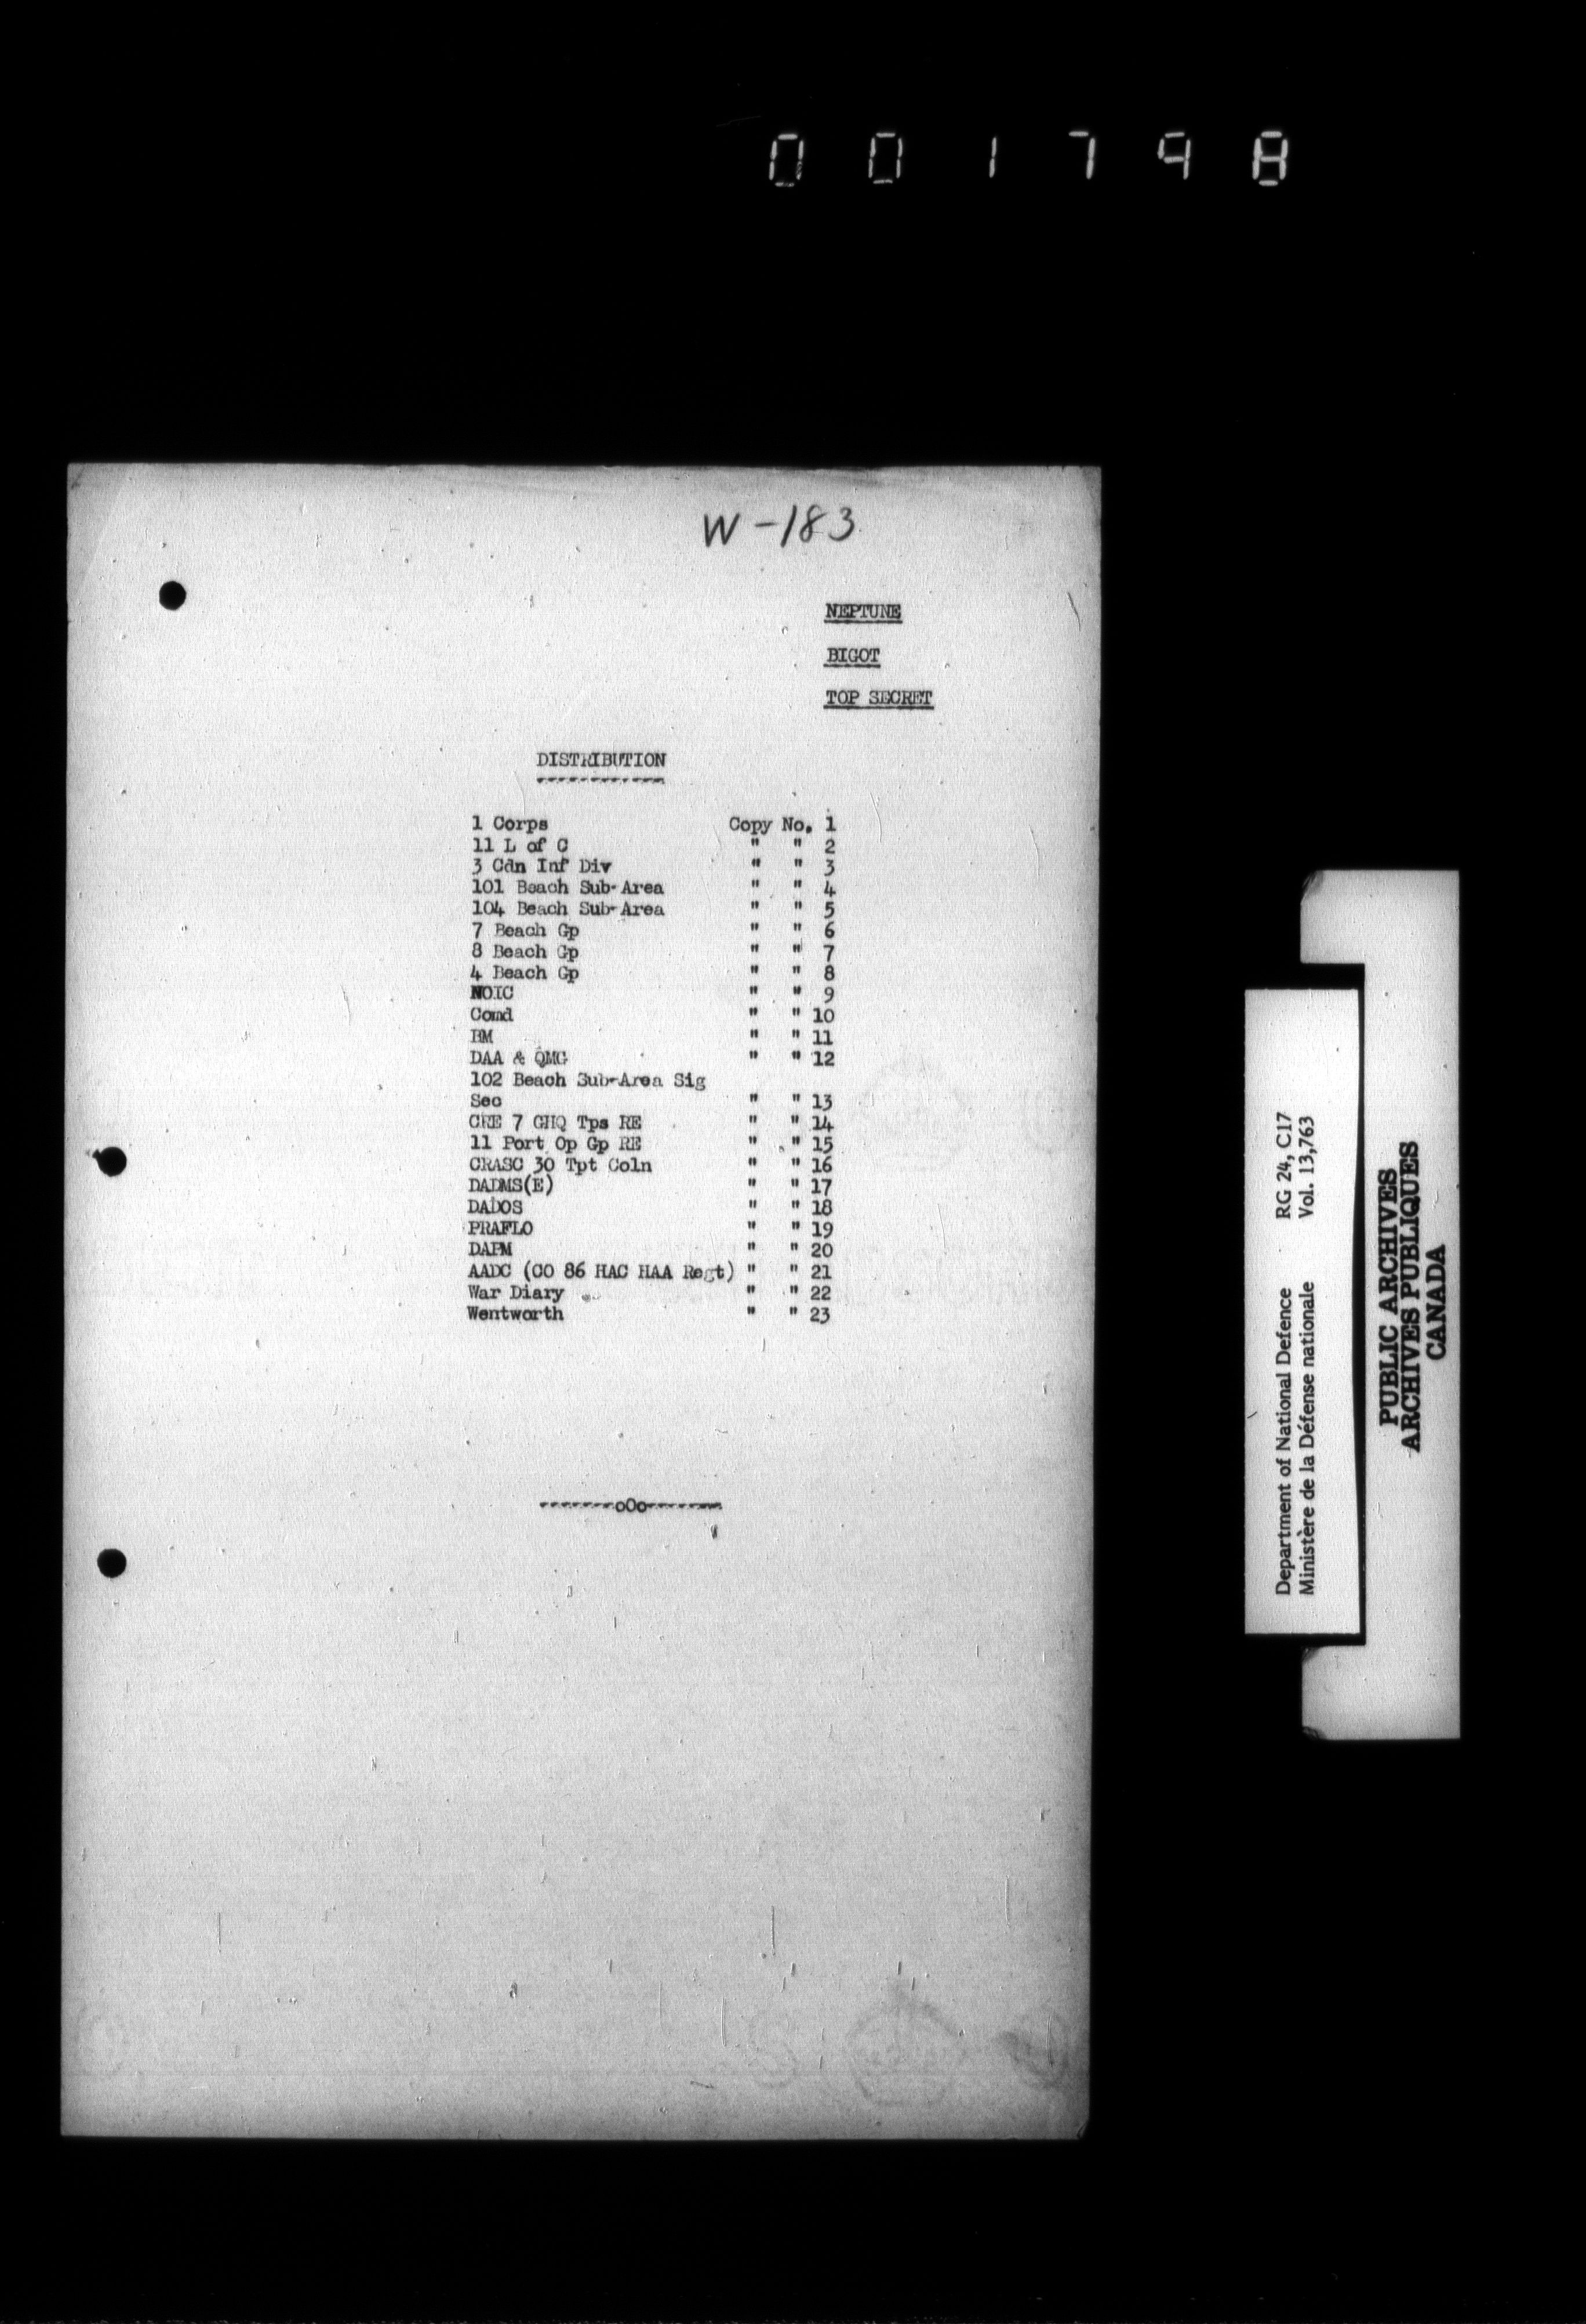 001798
W-183
NEPTUNE
BIGOT
TOP SECRET
DISTRIBUTION
1 Corps Copy No. 1
11 L of C " " 2
3 Cdn Inf Div " " 3
101 Beach Sub-Area " " 4
104 Beach Sub-Area " " 5
7 Beach Gp " " 6
8 Beach Gp " " 7
4 Beach Gp " " 8
NOIC " " 9
Comd " " 10
BM " " 11
DAA & QMG " " 12
102 Beach Sub-Area Sig
Sec " " 13
CRE 7 GHQ Tps RE " " 14
11 Port Op Gp RE " " 15
CRASC 30 Tpt Coln " " 16
DADMS(E) " " 17
DADOS " " 18
PRAFLO " " 19
DAPM " " 20
AADC (CO 86 HAC HAA Regt) " " 21
War Diary " " 22
Wentworth " " 23
--------oOo--------
Department of National Defence RG 24, C17
Ministère de la Défense nationale Vol. 13,763
PUBLIC ARCHIVES
ARCHIVES PUBLIQUES
CANADA